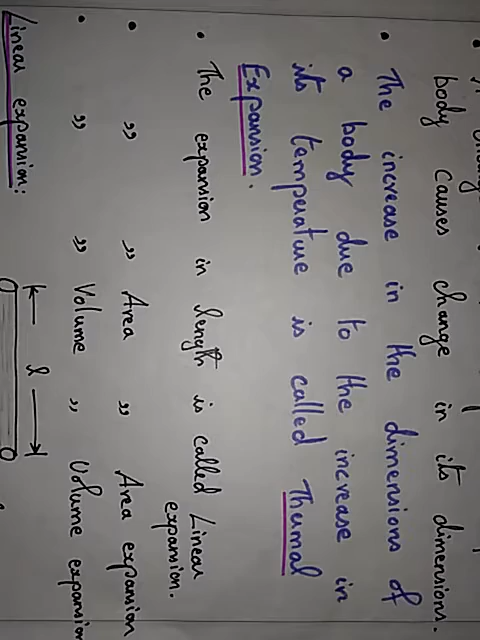 body causes change in its dimensions.
• The increase in the dimensions of
a body due to the increase in
its temperature is called Thermal
Expansion.
• The expansion in length is called Linear
expansion.
• " " Area " Area expansion
• " " Volume " Volume expansion
Linear expansion:
l